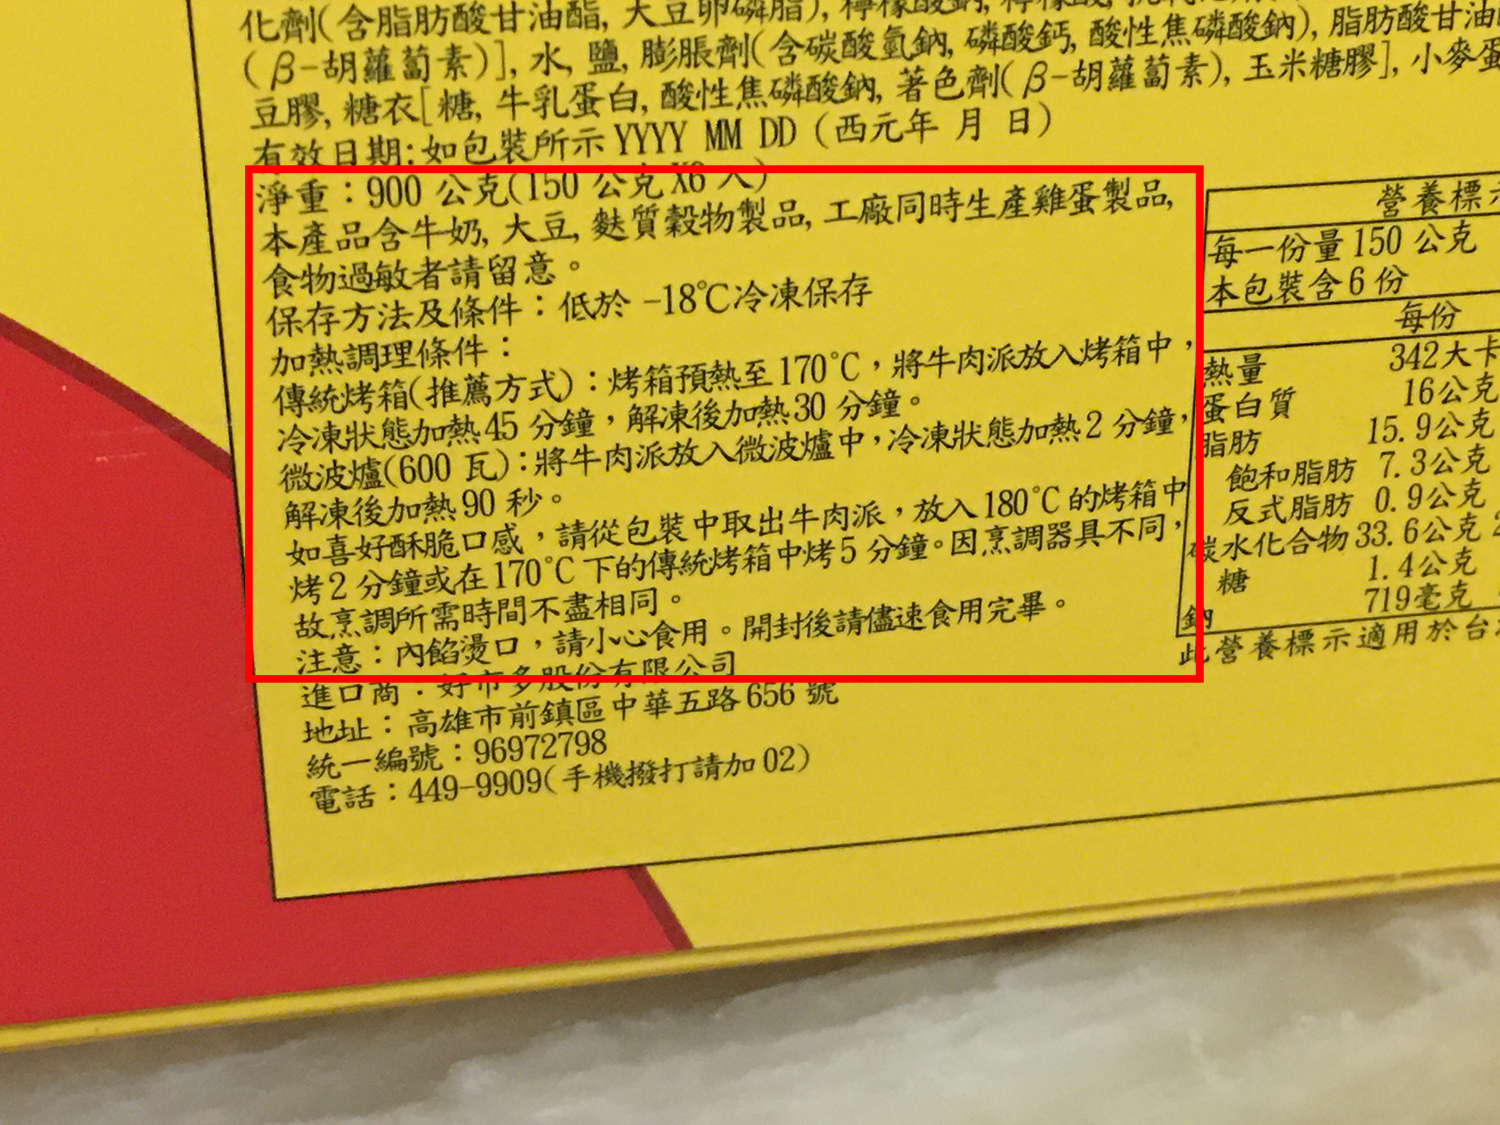 化劑(含脂肪酸甘油酯, 大豆卵磷脂), 檸檬酸鈉, 檸檬酸,
(β-胡蘿蔔素)], 水, 鹽, 膨脹劑(含碳酸氫鈉, 磷酸鈣, 酸性焦磷酸鈉), 脂肪酸甘油
豆膠, 糖衣[糖, 牛乳蛋白, 酸性焦磷酸鈉, 著色劑(β-胡蘿蔔素), 玉米糖膠], 小麥蛋
有效日期:如包裝所示 YYYY MM DD (西元年 月 日)
淨重：900 公克(150 公克 X6 入)
本產品含牛奶, 大豆, 麩質穀物製品, 工廠同時生產雞蛋製品,
食物過敏者請留意。
保存方法及條件：低於 -18℃冷凍保存
加熱調理條件：
傳統烤箱(推薦方式)：烤箱預熱至170℃，將牛肉派放入烤箱中，
冷凍狀態加熱45 分鐘，解凍後加熱30 分鐘。
微波爐(600 瓦)：將牛肉派放入微波爐中，冷凍狀態加熱2 分鐘，
解凍後加熱90 秒。
如喜好酥脆口感，請從包裝中取出牛肉派，放入180℃的烤箱中
烤2 分鐘或在170℃下的傳統烤箱中烤5 分鐘。因烹調器具不同，
故烹調所需時間不盡相同。
注意：內餡燙口，請小心食用。開封後請儘速食用完畢。
進口商：好市多股份有限公司
地址：高雄市前鎮區中華五路656 號
統一編號：96972798
電話：449-9909(手機撥打請加02)
營養標示
每一份量150 公克
本包裝含6份
每份
熱量 342大卡
蛋白質 16公克
脂肪 15.9公克
飽和脂肪 7.3公克
反式脂肪 0.9公克
碳水化合物 33.6公克
糖 1.4公克
鈉 719毫克
此營養標示適用於台